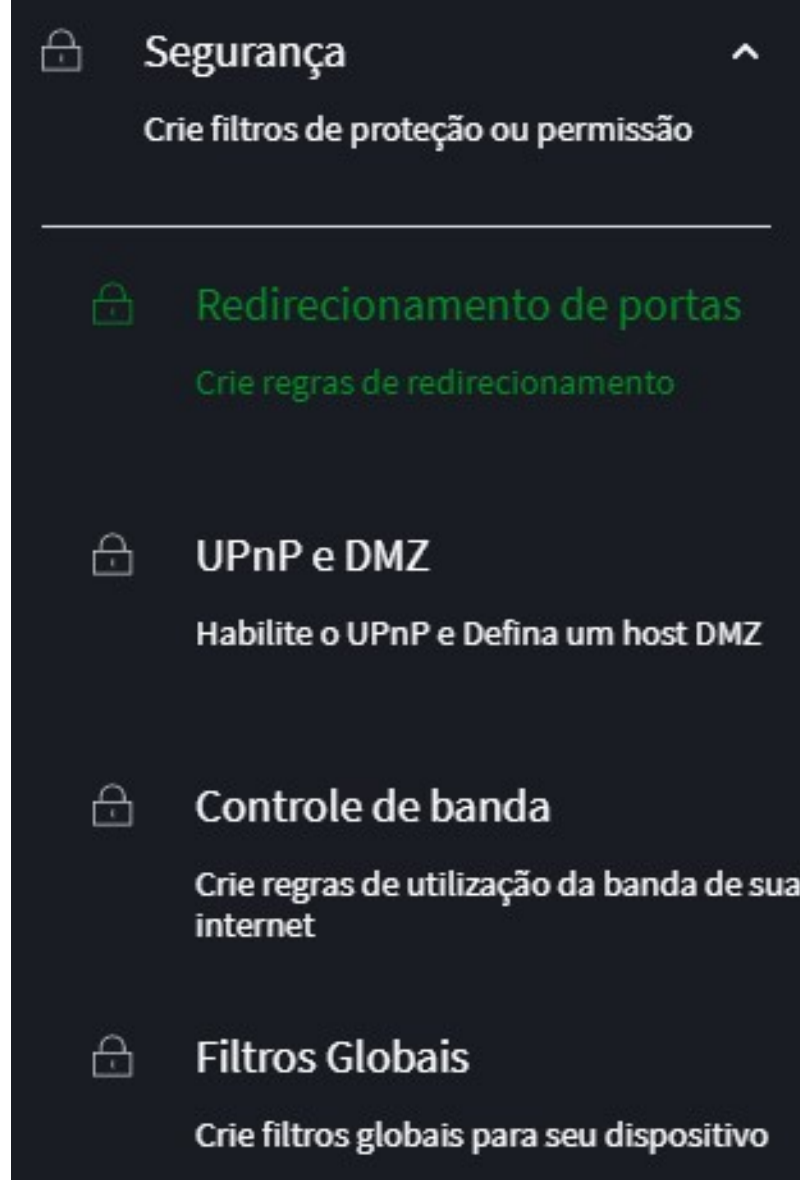 Segurança
Crie filtros de proteção ou permissão
Redirecionamento de portas
Crie regras de redirecionamento
UPnP e DMZ
Habilite o UPnP e Defina um host DMZ
Controle de banda
Crie regras de utilização da banda de sua
internet
Filtros Globais
Crie filtros globais para seu dispositivo